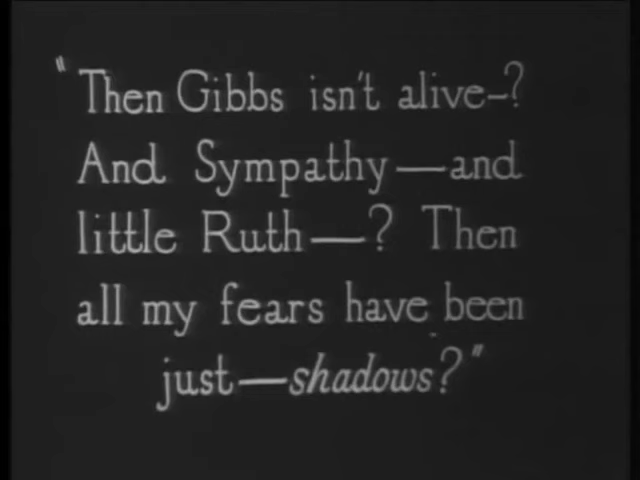 "Then Gibbs isn't alive—?
And Sympathy—and
little Ruth—? Then
all my fears have been
just—shadows?"